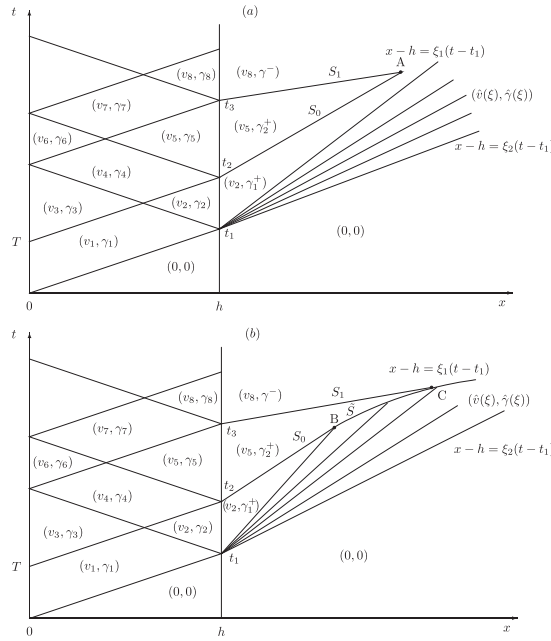 t
(a)
A
x − h = ξ₁(t − t₁)
(v₈, γ₈)
(v₈, γ⁻)
S₁
(v̂(ξ), γ̂(ξ))
(v₇, γ₇)
t₃
S₀
(v₅, γ₂⁺)
(v₆, γ₆)
(v₅, γ₅)
x − h = ξ₂(t − t₁)
t₂
(v₄, γ₄)
(v₂, γ₁⁺)
(v₃, γ₃)
(v₂, γ₂)
T
(v₁, γ₁)
t₁
(0, 0)
(0, 0)
0
h
x
t
(b)
x − h = ξ₁(t − t₁)
(v₈, γ₈)
(v₈, γ⁻)
S₁
C
(v̂(ξ), γ̂(ξ))
S̃
B
(v₇, γ₇)
t₃
S₀
(v₅, γ₂⁺)
x − h = ξ₂(t − t₁)
(v₆, γ₆)
(v₅, γ₅)
t₂
(v₄, γ₄)
(v₂, γ₁⁺)
(v₃, γ₃)
(v₂, γ₂)
T
(v₁, γ₁)
t₁
(0, 0)
(0, 0)
0
h
x